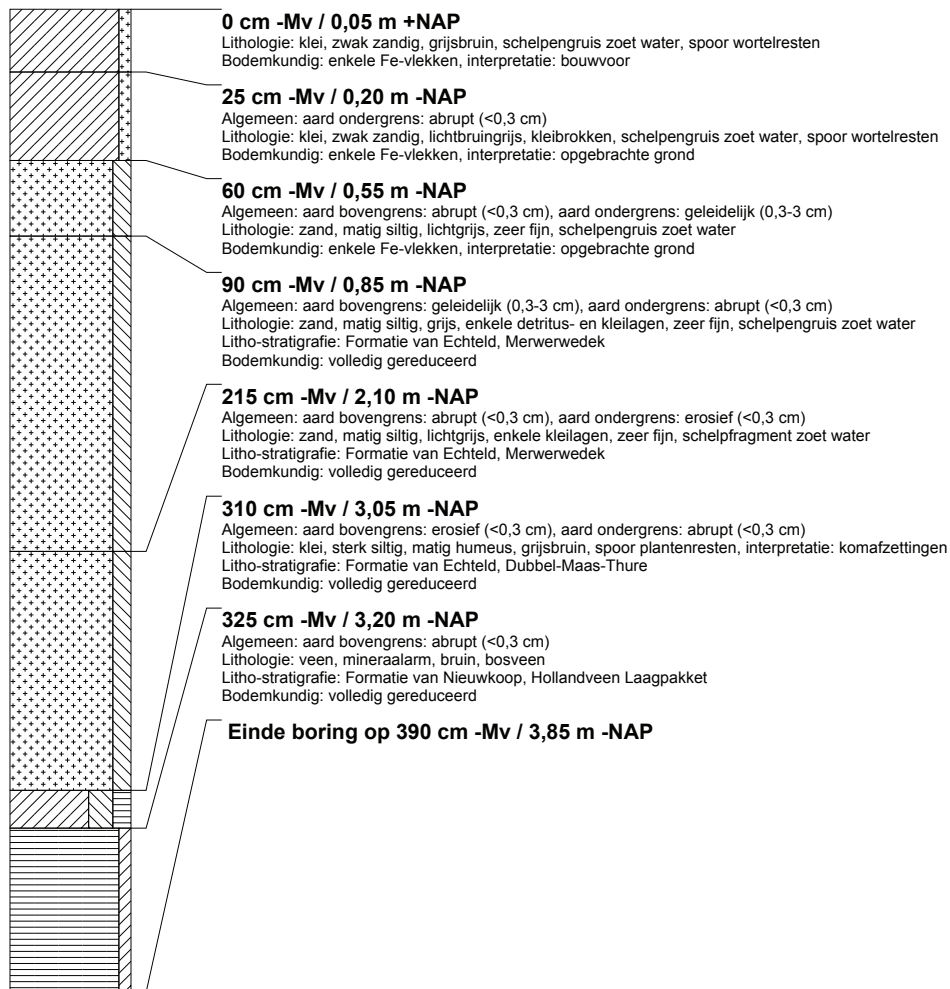 0 cm -Mv / 0,05 m +NAP
Lithologie: klei, zwak zandig, grijsbruin, schelpengruis zoet water, spoor wortelresten
Bodemkundig: enkele Fe-vlekken, interpretatie: bouwvoor
25 cm -Mv / 0,20 m -NAP
Algemeen: aard ondergrens: abrupt (<0,3 cm)
Lithologie: klei, zwak zandig, lichtbruingrijs, kleibrokken, schelpengruis zoet water, spoor wortelresten
Bodemkundig: enkele Fe-vlekken, interpretatie: opgebrachte grond
60 cm -Mv / 0,55 m -NAP
Algemeen: aard bovengrens: abrupt (<0,3 cm), aard ondergrens: geleidelijk (0,3-3 cm)
Lithologie: zand, matig siltig, lichtgrijs, zeer fijn, schelpengruis zoet water
Bodemkundig: enkele Fe-vlekken, interpretatie: opgebrachte grond
90 cm -Mv / 0,85 m -NAP
Algemeen: aard bovengrens: geleidelijk (0,3-3 cm), aard ondergrens: abrupt (<0,3 cm)
Lithologie: zand, matig siltig, grijs, enkele detritus- en kleilagen, zeer fijn, schelpengruis zoet water
Litho-stratigrafie: Formatie van Echteld, Merwerwedek
Bodemkundig: volledig gereduceerd
215 cm -Mv / 2,10 m -NAP
Algemeen: aard bovengrens: abrupt (<0,3 cm), aard ondergrens: erosief (<0,3 cm)
Lithologie: zand, matig siltig, lichtgrijs, enkele kleilagen, zeer fijn, schelpfragment zoet water
Litho-stratigrafie: Formatie van Echteld, Merwerwedek
Bodemkundig: volledig gereduceerd
310 cm -Mv / 3,05 m -NAP
Algemeen: aard bovengrens: erosief (<0,3 cm), aard ondergrens: abrupt (<0,3 cm)
Lithologie: klei, sterk siltig, matig humeus, grijsbruin, spoor plantenresten, interpretatie: komafzettingen
Litho-stratigrafie: Formatie van Echteld, Dubbel-Maas-Thure
Bodemkundig: volledig gereduceerd
325 cm -Mv / 3,20 m -NAP
Algemeen: aard bovengrens: abrupt (<0,3 cm)
Lithologie: veen, mineraalarm, bruin, bosveen
Litho-stratigrafie: Formatie van Nieuwkoop, Hollandveen Laagpakket
Bodemkundig: volledig gereduceerd
Einde boring op 390 cm -Mv / 3,85 m -NAP